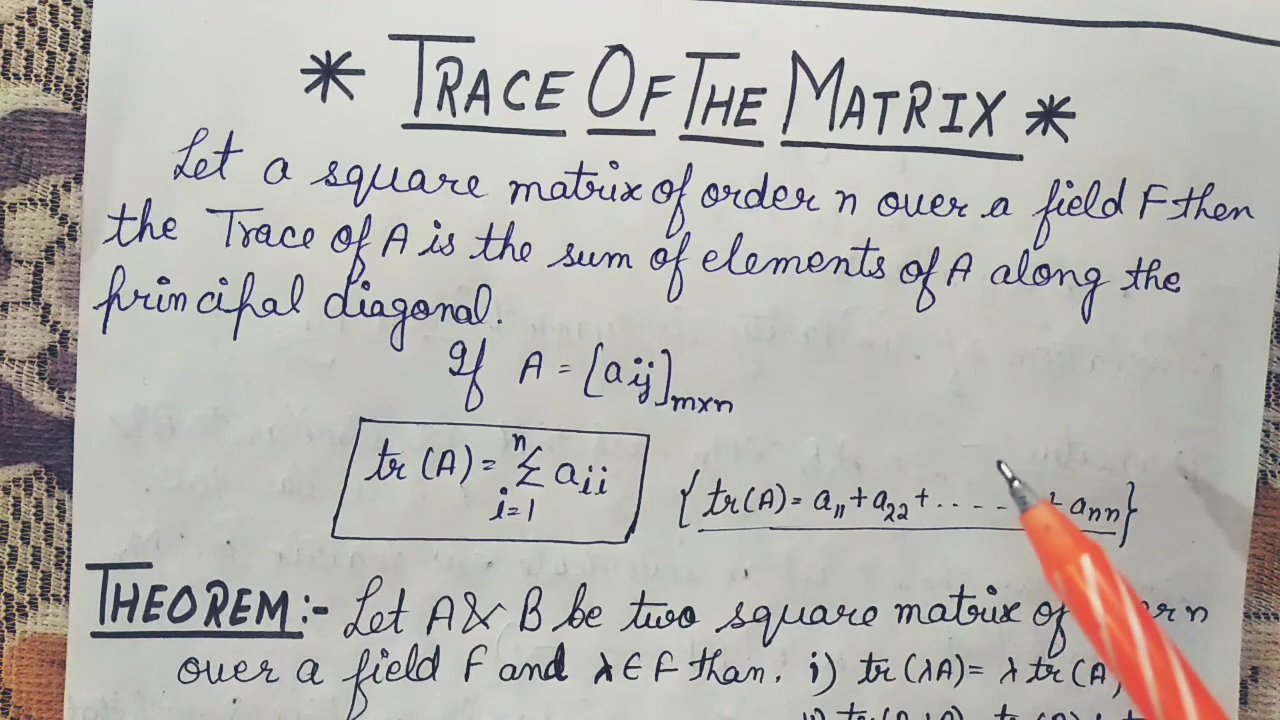 * TRACE OF THE MATRIX *
Let a square matrix of order n over a field F then
the Trace of A is the sum of elements of A along the
principal diagonal.
If A = [aij]m×n
tr(A) = n∑i=1 aii {tr(A) = a11 + a22 + ..... + ann}
THEOREM:- Let A & B be two square matrix of n
over a field F and λ ∈ F than. i) tr(λA) = λ tr(A)